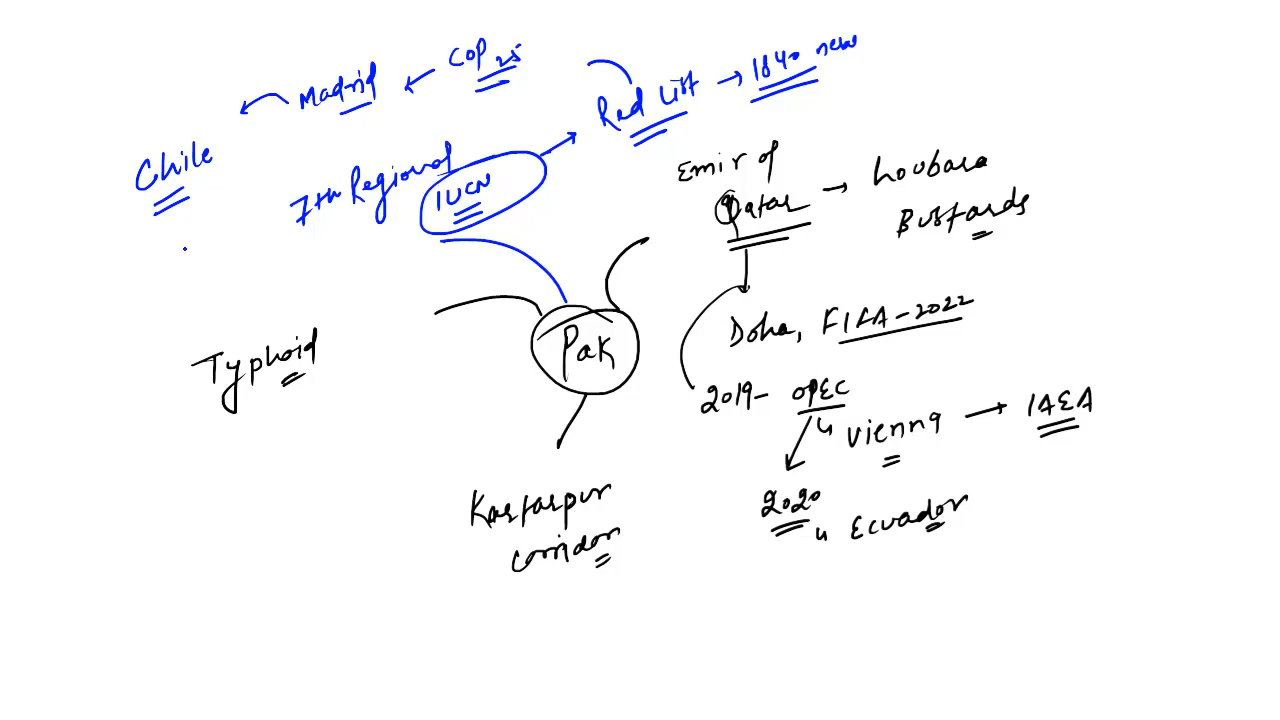 COP 25
Madrid
Chile
Red List → 1840 new
7th Regional
IUCN
Emir of
Qatar → houbara
Bustards
Pak
Typhoid
Doha, FIFA-2022
2019- OPEC
Vienna → IAEA
2020
Ecuador
Kartarpur
corridor